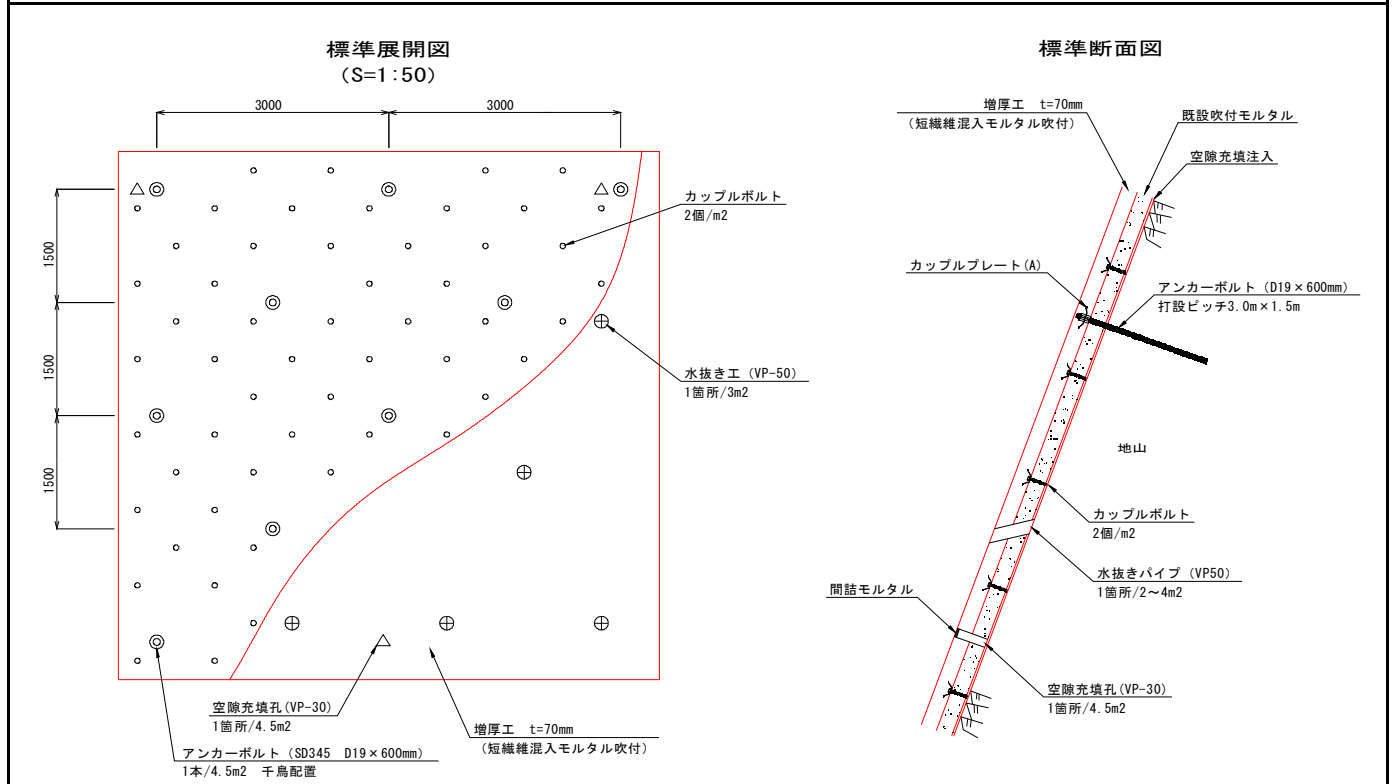 標準展開図
(S=1:50)
3000
3000
1500
1500
1500
カップルボルト
2個/m2
水抜き工 (VP-50)
1箇所/3m2
空隙充填孔(VP-30)
1箇所/4.5m2
アンカーボルト (SD345 D19×600mm)
1本/4.5m2 千鳥配置
増厚工 t=70mm
(短繊維混入モルタル吹付)
標準断面図
増厚工 t=70mm
(短繊維混入モルタル吹付)
既設吹付モルタル
空隙充填注入
カップルプレート(A)
アンカーボルト (D19×600mm)
打設ピッチ3.0m×1.5m
地山
カップルボルト
2個/m2
水抜きパイプ (VP50)
1箇所/2~4m2
間詰モルタル
空隙充填孔(VP-30)
1箇所/4.5m2